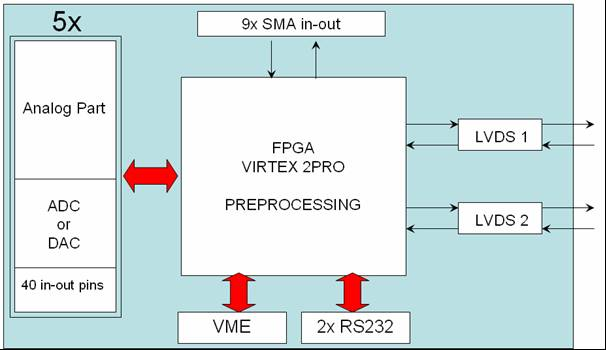 5x
9x SMA in-out
Analog Part
ADC
or
DAC
40 in-out pins
FPGA
VIRTEX 2PRO
PREPROCESSING
LVDS 1
LVDS 2
VME
2x RS232